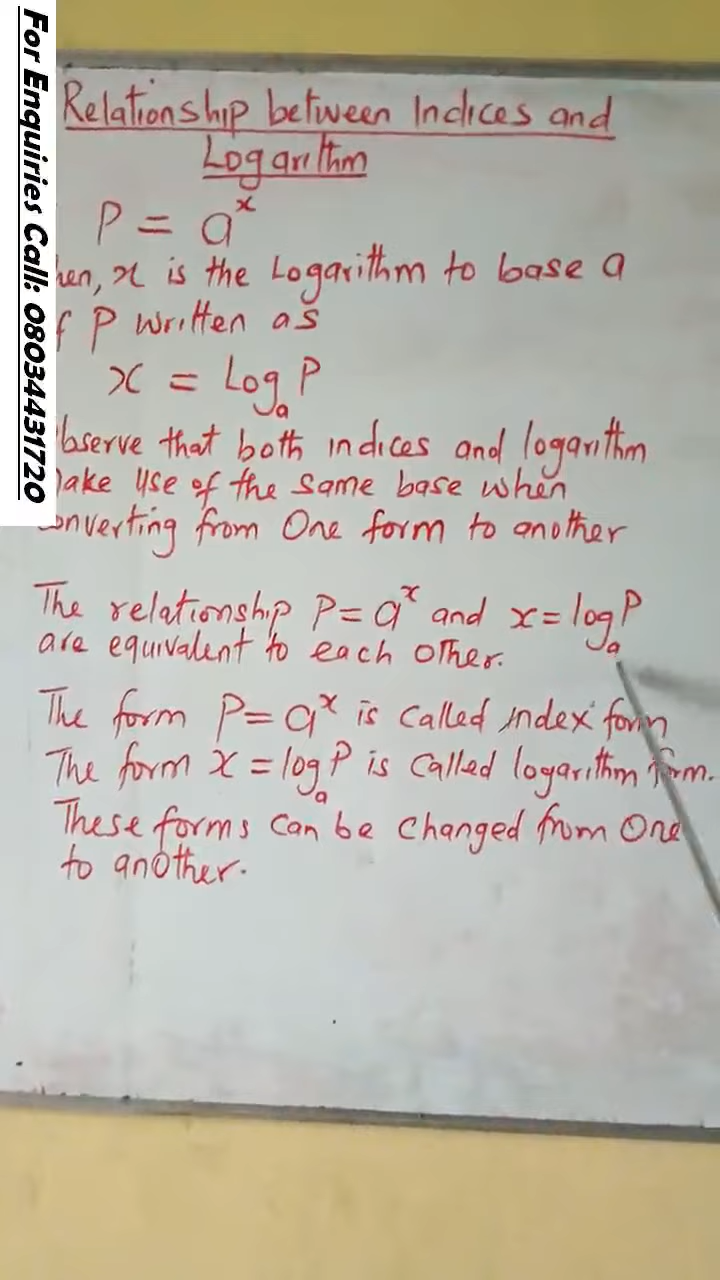 For Enquiries Call: 08034431720
Relationship between Indices and
Logarithm
P = a^x
hen, x is the Logarithm to base a
f P written as
x = Log_a P
bserve that both indices and logarithm
ake use of the same base when
onverting from One form to another
The relationship P = a^x and x = log_a P
are equivalent to each other.
The form P = a^x is called index form
The form x = log_a P is called logarithm form.
These forms can be changed from One
to another.